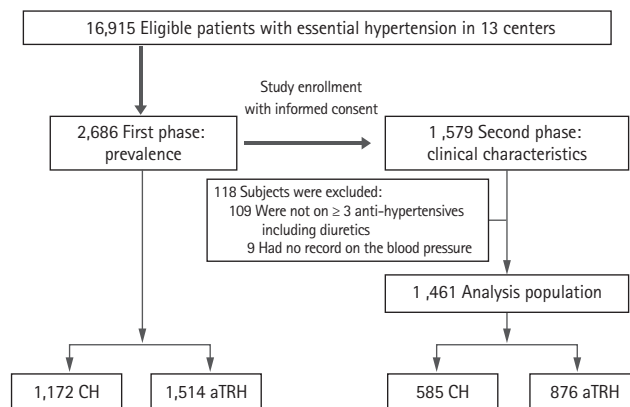 16,915 Eligible patients with essential hypertension in 13 centers
Study enrollment
with informed consent
2,686 First phase:
prevalence
1 ,579 Second phase:
clinical characteristics
118 Subjects were excluded:
109 Were not on ≥ 3 anti-hypertensives
including diuretics
9 Had no record on the blood pressure
1 ,461 Analysis population
1,172 CH
1,514 aTRH
585 CH
876 aTRH